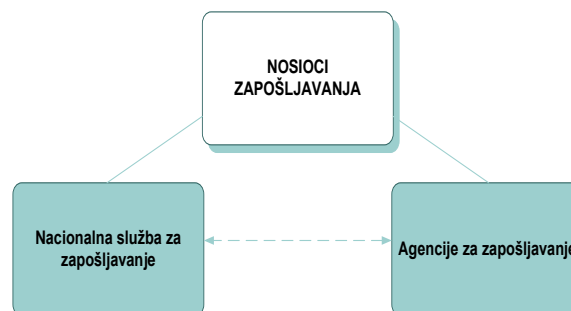 NOSIOCI
ZAPOŠLJAVANJA
Nacionalna služba za
zapošljavanje
Agencije za zapošljavanje